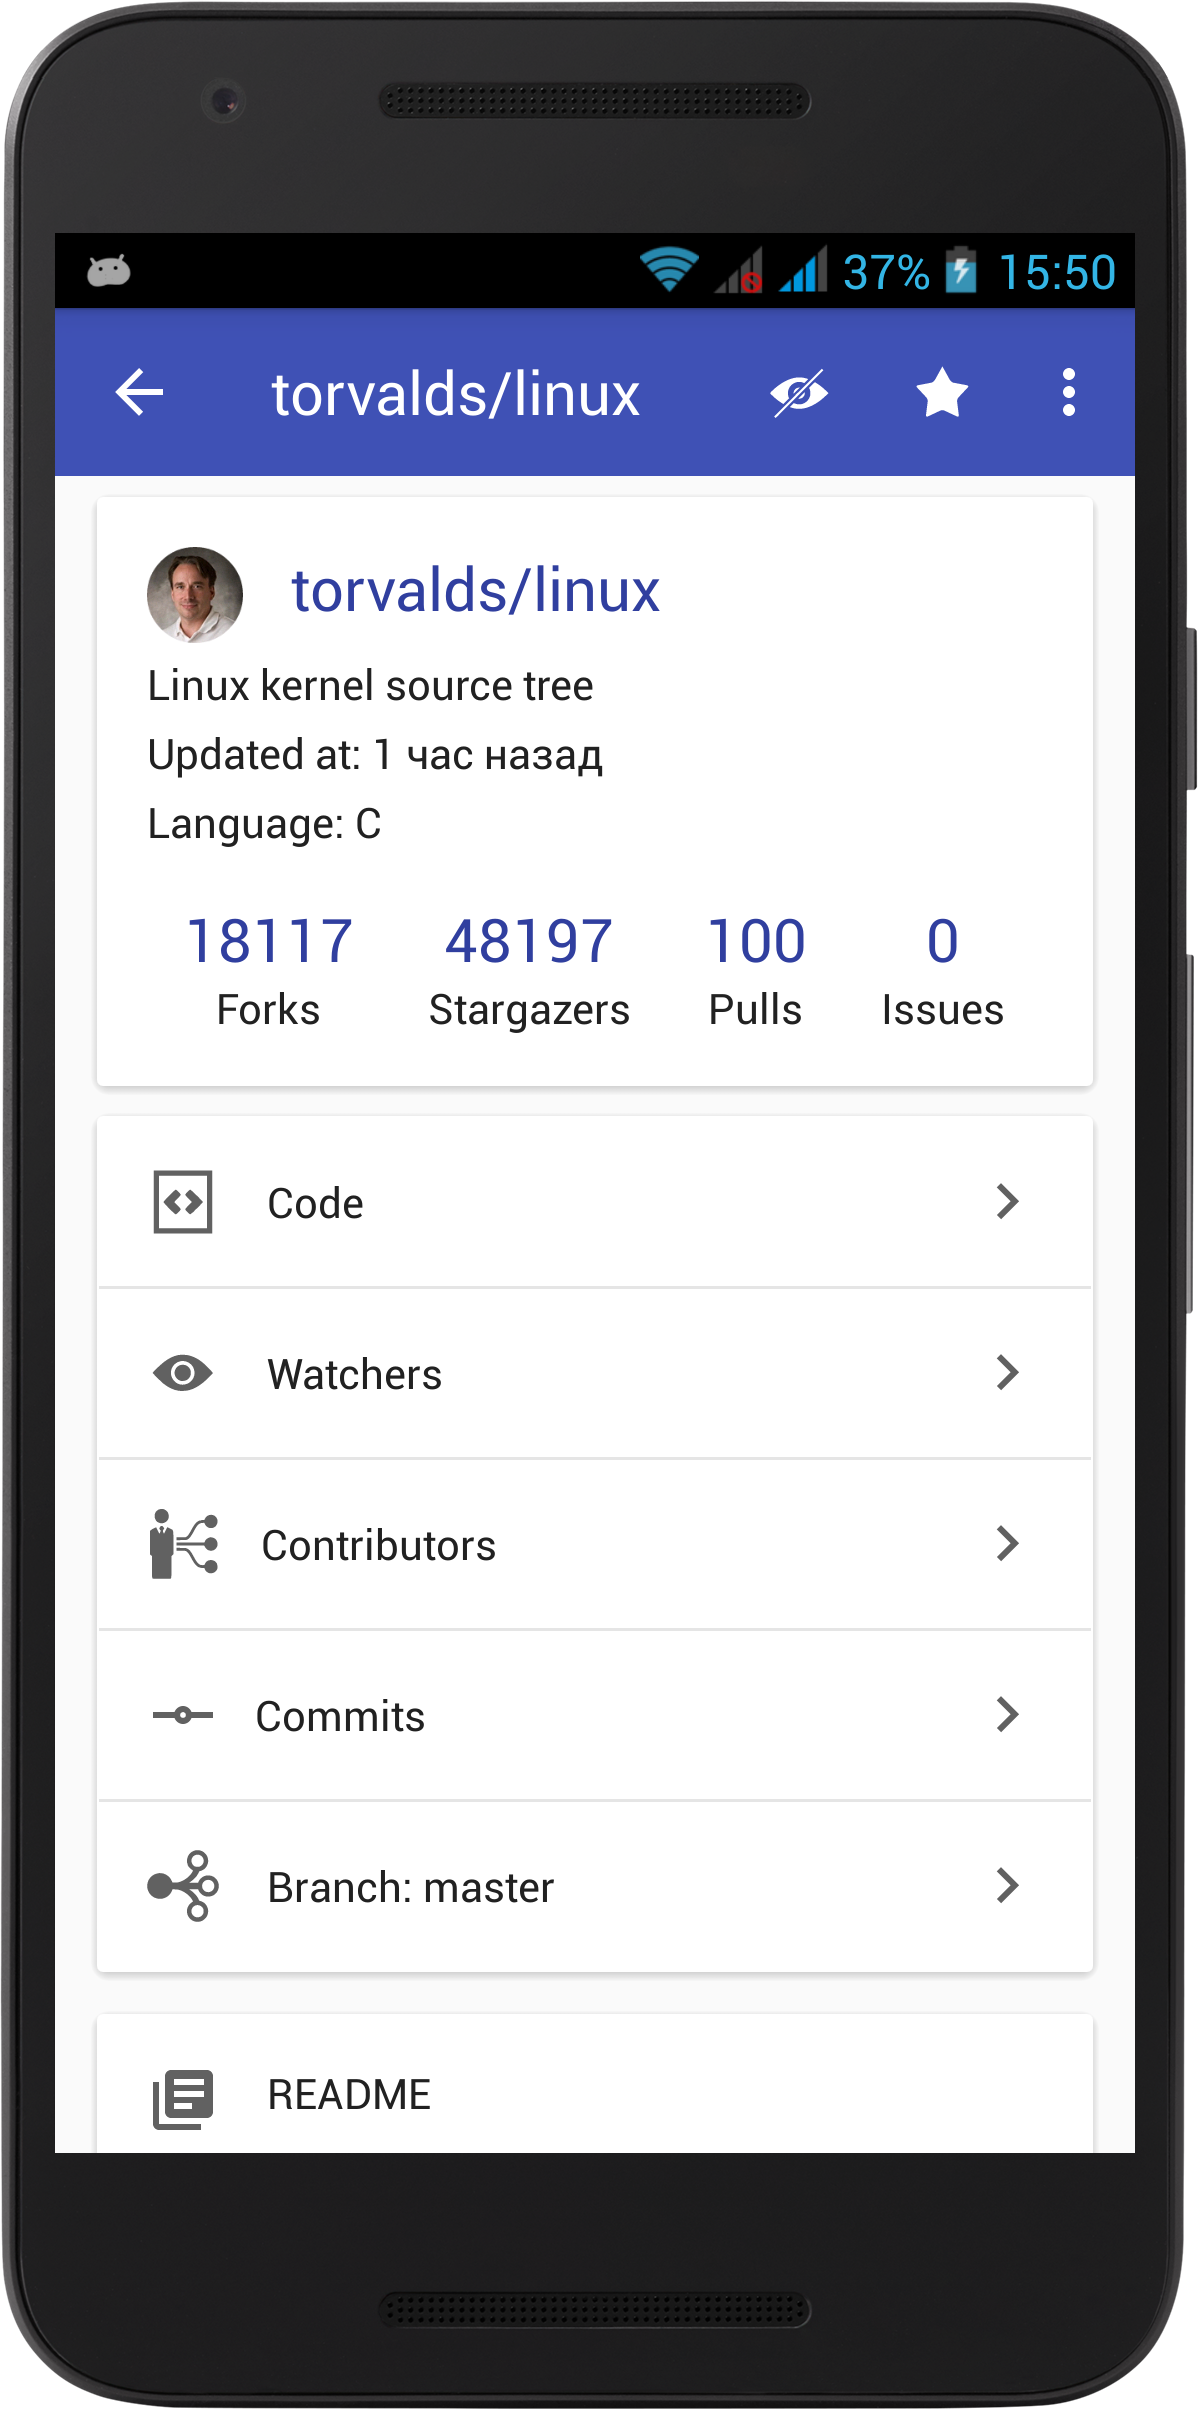 37% 15:50
torvalds/linux
torvalds/linux
Linux kernel source tree
Updated at: 1 час назад
Language: C
18117 48197 100 0
Forks Stargazers Pulls Issues
Code
Watchers
Contributors
Commits
Branch: master
README